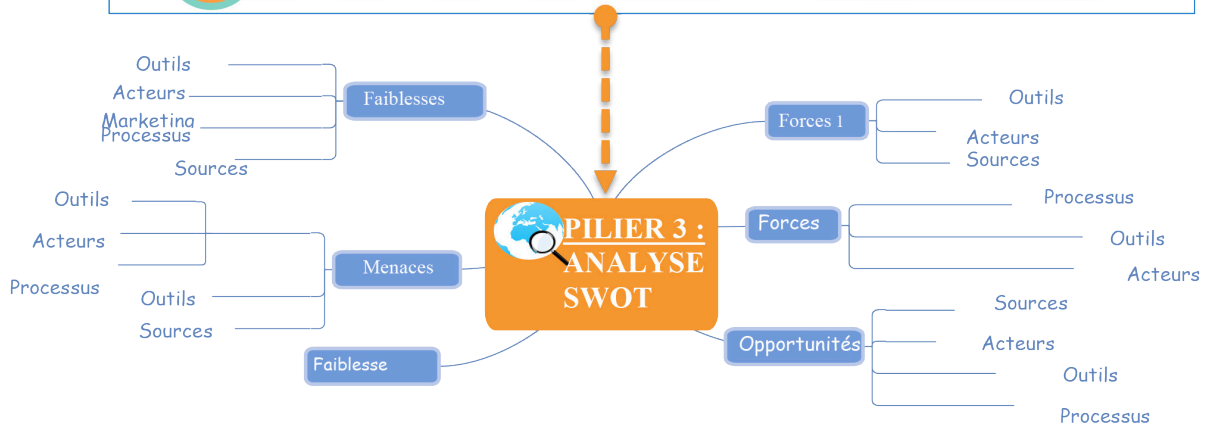 Outils
Acteurs
Marketing
Processus
Sources
Faiblesses
Outils
Acteurs
Processus
Outils
Sources
Menaces
Faiblesse
PILIER 3 :
ANALYSE
SWOT
Forces 1
Outils
Acteurs
Sources
Forces
Processus
Outils
Acteurs
Opportunités
Sources
Acteurs
Outils
Processus